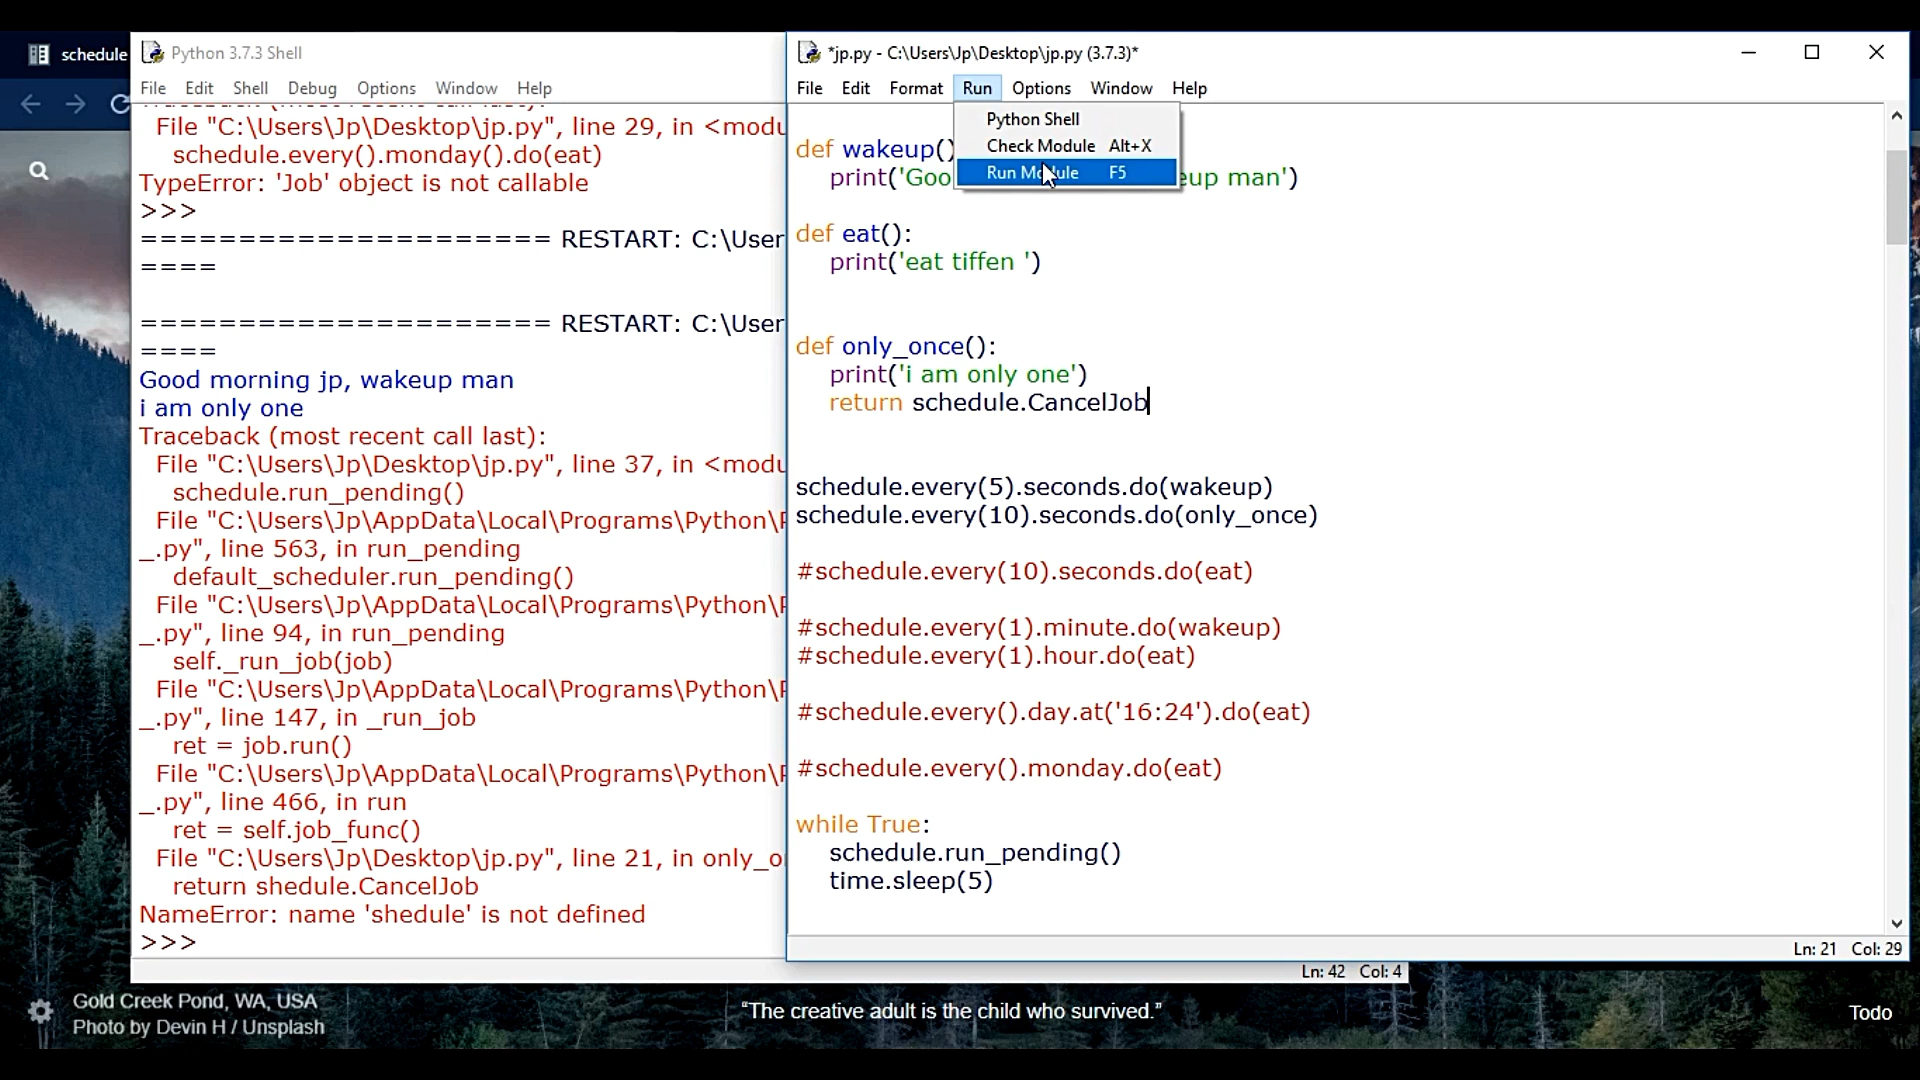 schedule
Python 3.7.3 Shell
File Edit Shell Debug Options Window Help
Traceback (most recent call last):
File "C:\Users\Jp\Desktop\jp.py", line 29, in <modu
schedule.every().monday().do(eat)
TypeError: 'Job' object is not callable
>>>
===================== RESTART: C:\User
====
===================== RESTART: C:\User
====
Good morning jp, wakeup man
i am only one
Traceback (most recent call last):
File "C:\Users\Jp\Desktop\jp.py", line 37, in <modu
schedule.run_pending()
File "C:\Users\Jp\AppData\Local\Programs\Python\P
_.py", line 563, in run_pending
default_scheduler.run_pending()
File "C:\Users\Jp\AppData\Local\Programs\Python\P
_.py", line 94, in run_pending
self._run_job(job)
File "C:\Users\Jp\AppData\Local\Programs\Python\P
_.py", line 147, in _run_job
ret = job.run()
File "C:\Users\Jp\AppData\Local\Programs\Python\P
_.py", line 466, in run
ret = self.job_func()
File "C:\Users\Jp\Desktop\jp.py", line 21, in only_o
return shedule.CancelJob
NameError: name 'shedule' is not defined
>>>
Ln: 42 Col: 4
*jp.py - C:\Users\Jp\Desktop\jp.py (3.7.3)*
File Edit Format Run Options Window Help
Python Shell
Check Module Alt+X
Run Module F5
def wakeup()
print('Goo eup man')
def eat():
print('eat tiffen ')
def only_once():
print('i am only one')
return schedule.CancelJob
schedule.every(5).seconds.do(wakeup)
schedule.every(10).seconds.do(only_once)
#schedule.every(10).seconds.do(eat)
#schedule.every(1).minute.do(wakeup)
#schedule.every(1).hour.do(eat)
#schedule.every().day.at('16:24').do(eat)
#schedule.every().monday.do(eat)
while True:
schedule.run_pending()
time.sleep(5)
Ln: 21 Col: 29
Gold Creek Pond, WA, USA
Photo by Devin H / Unsplash
“The creative adult is the child who survived.”
Todo